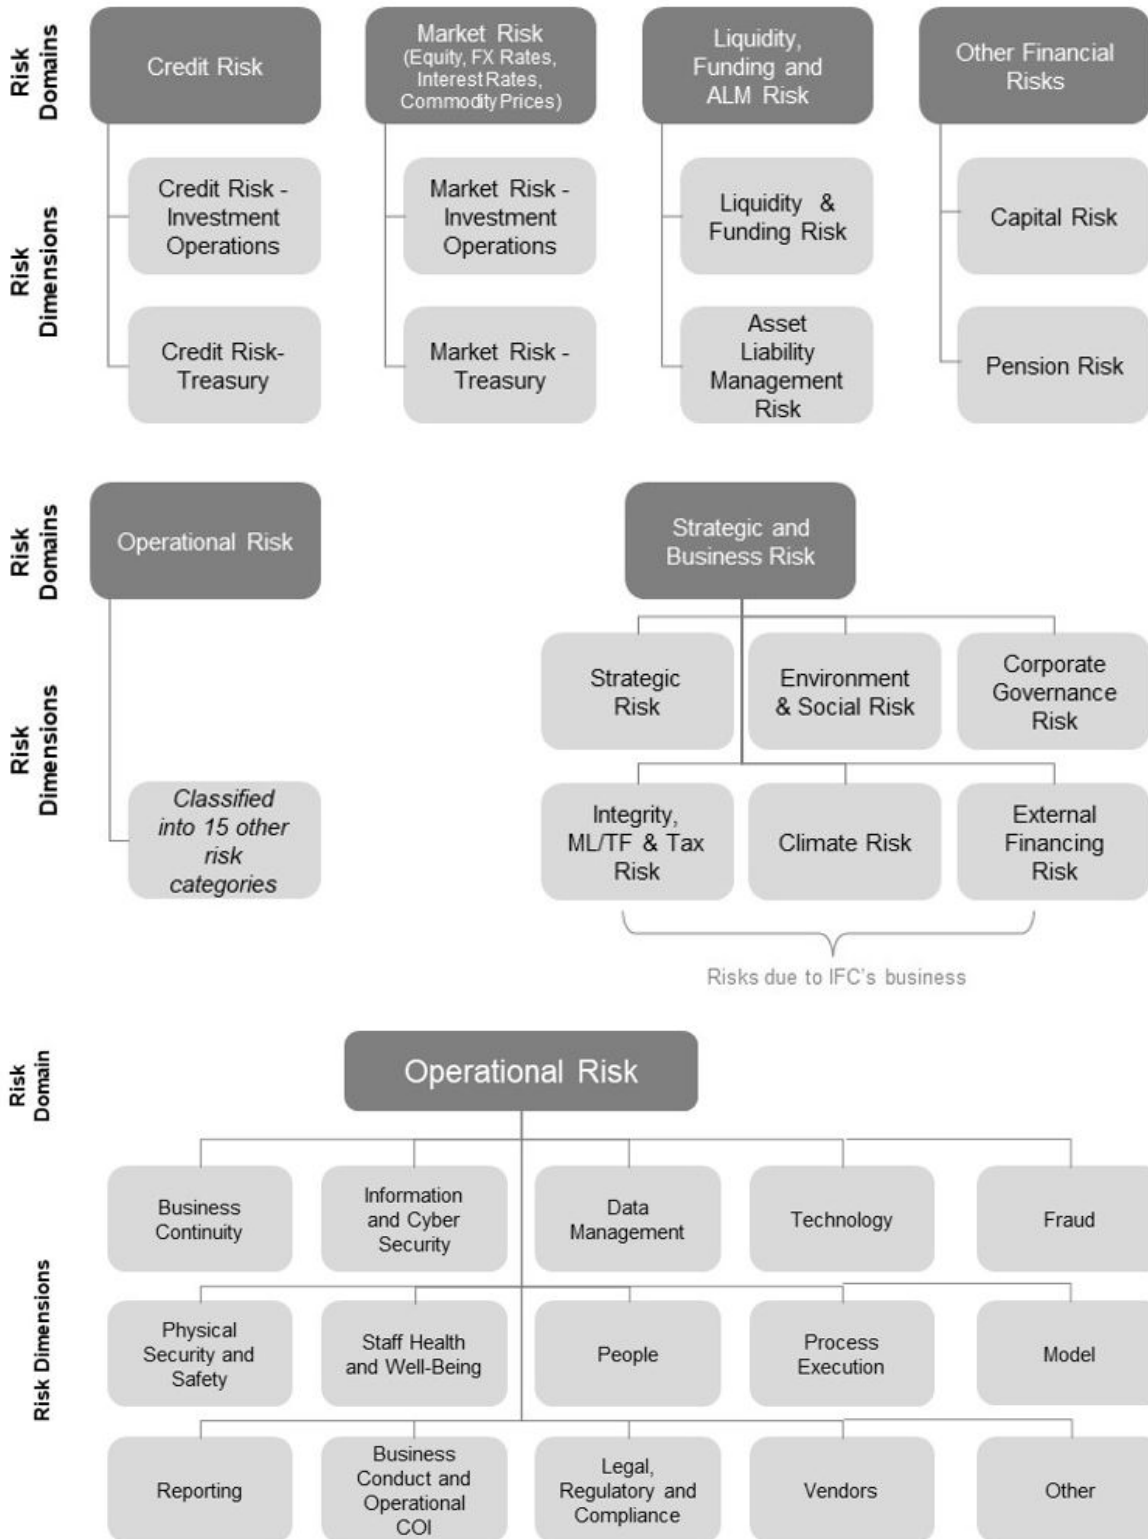 Risk
Domains
Credit Risk
Market Risk
(Equity, FX Rates,
Interest Rates,
Commodity Prices)
Liquidity,
Funding and
ALM Risk
Other Financial
Risks
Risk
Dimensions
Credit Risk -
Investment
Operations
Market Risk -
Investment
Operations
Liquidity &
Funding Risk
Capital Risk
Credit Risk-
Treasury
Market Risk -
Treasury
Asset
Liability
Management
Risk
Pension Risk
Risk
Domains
Operational Risk
Strategic and
Business Risk
Risk
Dimensions
Strategic
Risk
Environment
& Social Risk
Corporate
Governance
Risk
Classified
into 15 other
risk
categories
Integrity,
ML/TF & Tax
Risk
Climate Risk
External
Financing
Risk
Risks due to IFC's business
Risk
Domain
Operational Risk
Risk Dimensions
Business
Continuity
Information
and Cyber
Security
Data
Management
Technology
Fraud
Physical
Security and
Safety
Staff Health
and Well-Being
People
Process
Execution
Model
Reporting
Business
Conduct and
Operational
COI
Legal,
Regulatory and
Compliance
Vendors
Other